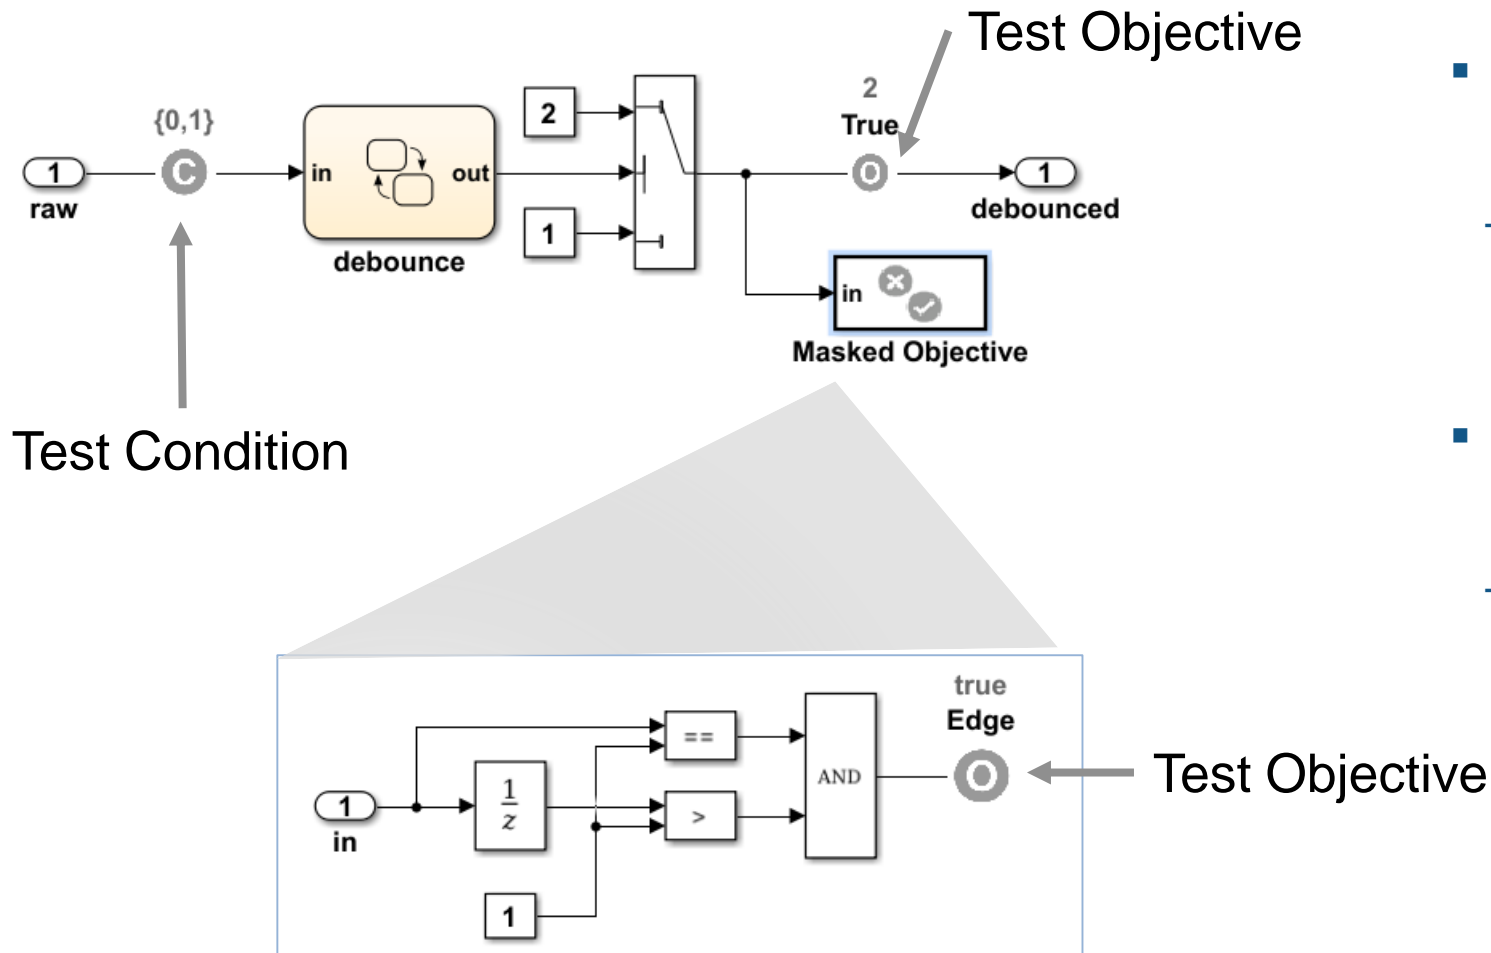 Test Objective
2
True
{0,1}
C
1
raw
in
out
debounce
2
1
O
1
debounced
in
Masked Objective
Test Condition
true
Edge
==
AND
O
Test Objective
1
z
>
1
in
1